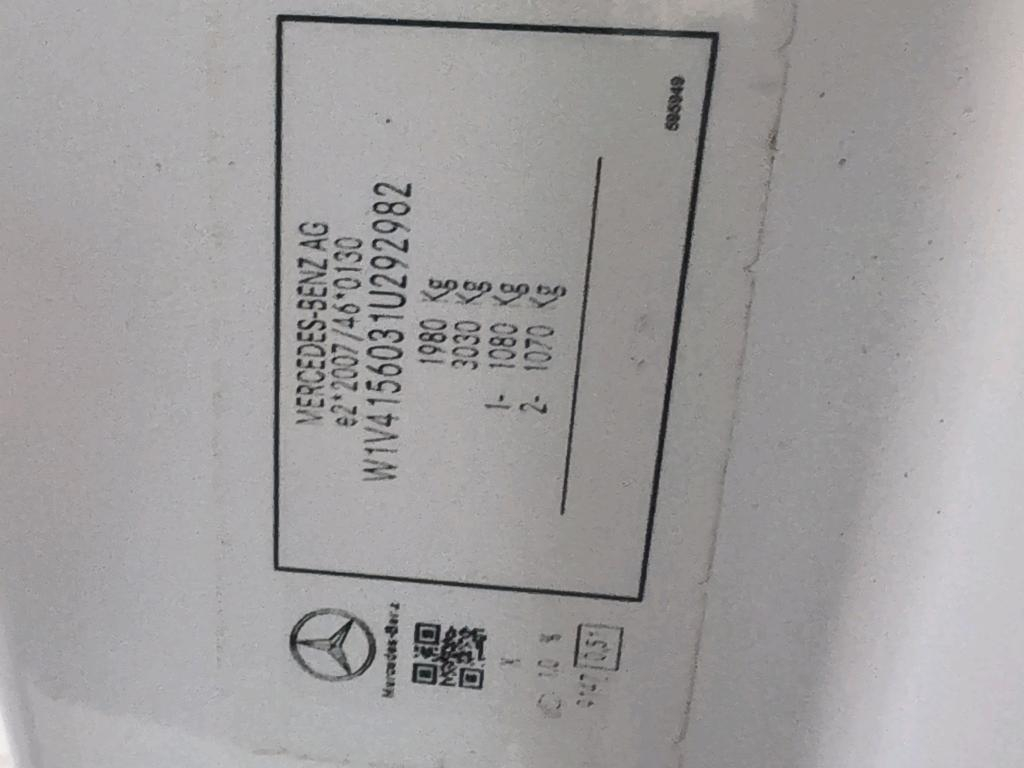 MERCEDES-BENZ AG
e2*2007/46*0130
W1V4156031U292982
1980 Kg
3030 Kg
1- 1080 Kg
2- 1070 Kg
595949
Mercedes-Benz